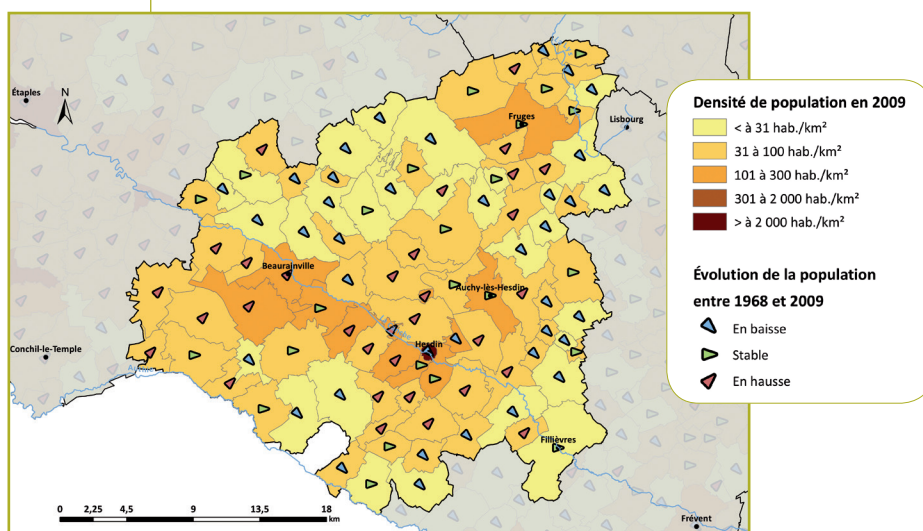 Étaples
N
Fruges
Lisbourg
Beaurainville
Auchy-lès-Hesdin
Conchil-le-Temple
Hesdin
Fillièvres
Frévent
0 2,25 4,5 9 13,5 18
km
Densité de population en 2009
< à 31 hab./km²
31 à 100 hab./km²
101 à 300 hab./km²
301 à 2 000 hab./km²
> à 2 000 hab./km²
Évolution de la population
entre 1968 et 2009
En baisse
Stable
En hausse